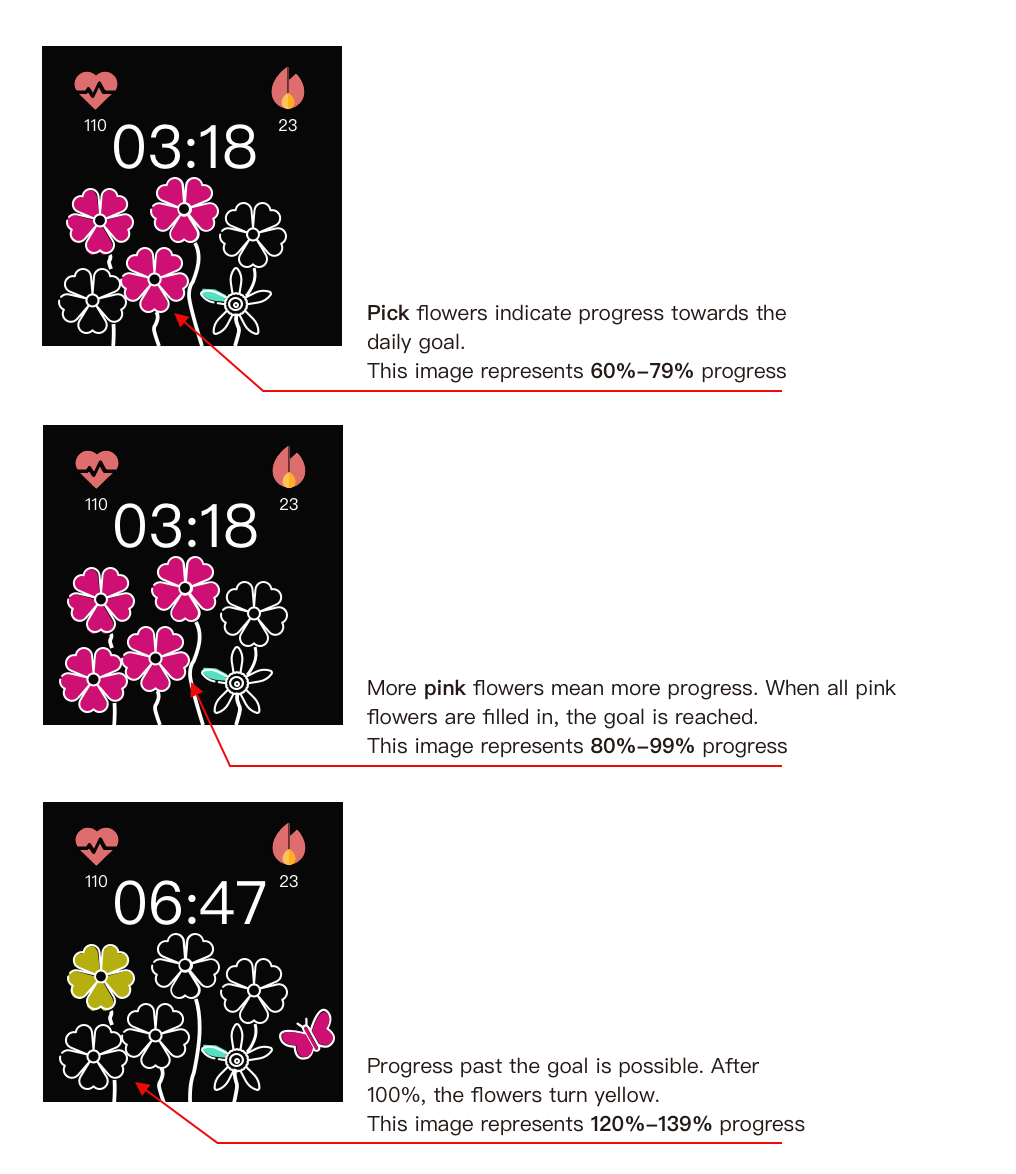 110
03:18
23
Pick flowers indicate progress towards the
daily goal.
This image represents 60%–79% progress
110
03:18
23
More pink flowers mean more progress. When all pink
flowers are filled in, the goal is reached.
This image represents 80%–99% progress
110
06:47
23
Progress past the goal is possible. After
100%, the flowers turn yellow.
This image represents 120%–139% progress